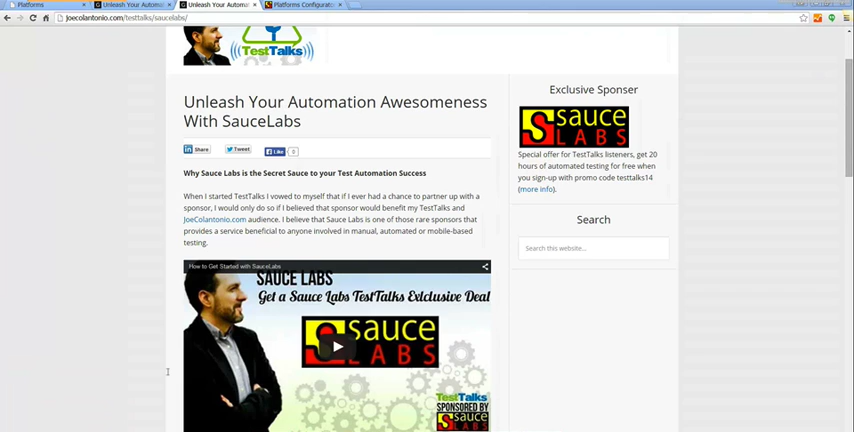 Platforms
Unleash Your Automat
Unleash Your Automat
Platforms Configurato
joecolantonio.com/testtalks/saucelabs/
TestTalks
Unleash Your Automation Awesomeness
With SauceLabs
Share
Tweet
Like
0
Why Sauce Labs is the Secret Sauce to your Test Automation Success
When I started TestTalks I vowed to myself that if I ever had a chance to partner up with a
sponsor, I would only do so if I believed that sponsor would benefit my TestTalks and
JoeColantonio.com audience. I believe that Sauce Labs is one of those rare sponsors that
provides a service beneficial to anyone involved in manual, automated or mobile-based
testing.
How to Get Started with SauceLabs
SAUCE LABS
Get a Sauce Labs TestTalks Exlclusive Deal
sauce
LABS
TestTalks
SPONSORED BY
sauce
LABS
Exclusive Sponser
sauce
LABS
Special offer for TestTalks listeners, get 20
hours of automated testing for free when
you sign-up with promo code testtalks14
(more info).
Search
Search this website...